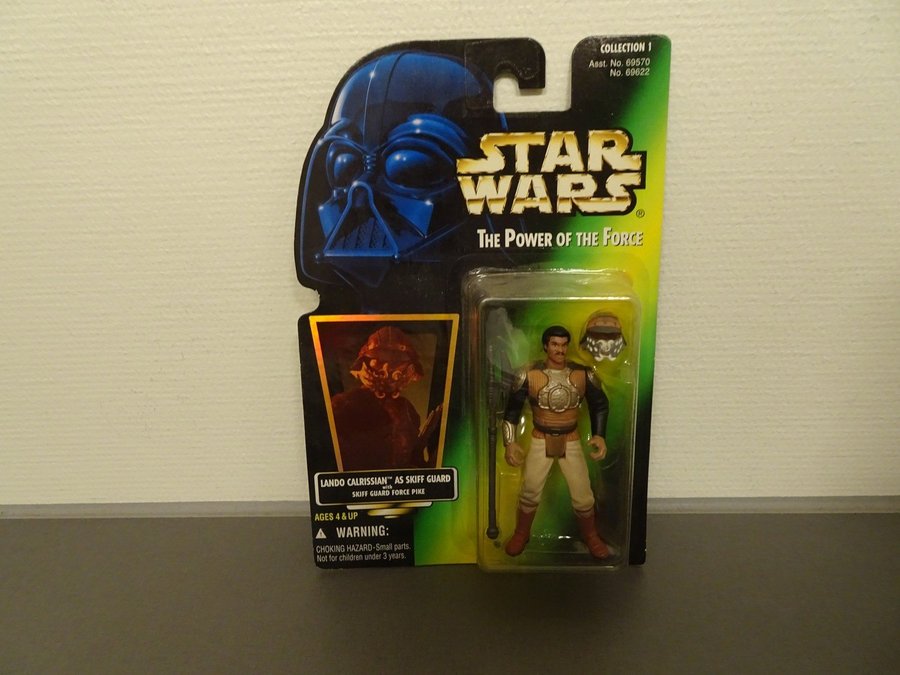 COLLECTION 1
Asst. No. 69570
No. 69622
STAR
WARS®
THE POWER OF THE FORCE
LANDO CALRISSIAN™ AS SKIFF GUARD
with
SKIFF GUARD FORCE PIKE
AGES 4 & UP
WARNING:
CHOKING HAZARD-Small parts.
Not for children under 3 years.